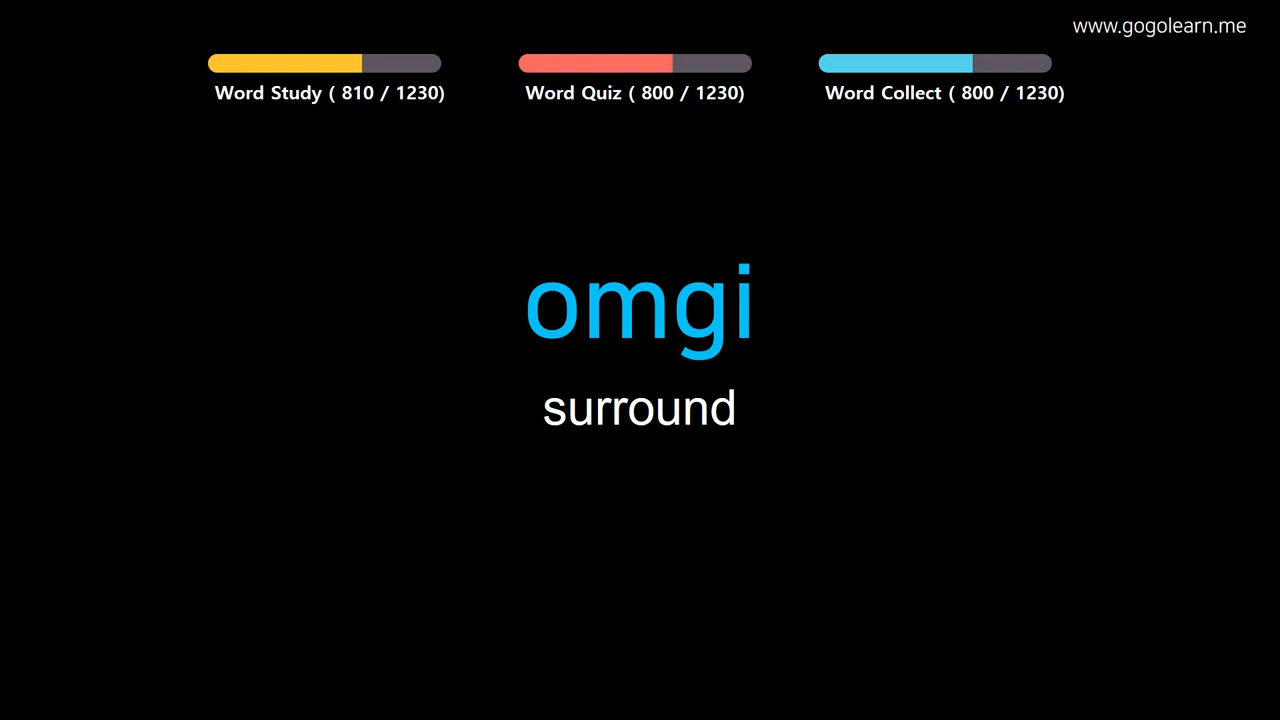 www.gogolearn.me
Word Study ( 810 / 1230)
Word Quiz ( 800 / 1230)
Word Collect ( 800 / 1230)
omgi
surround